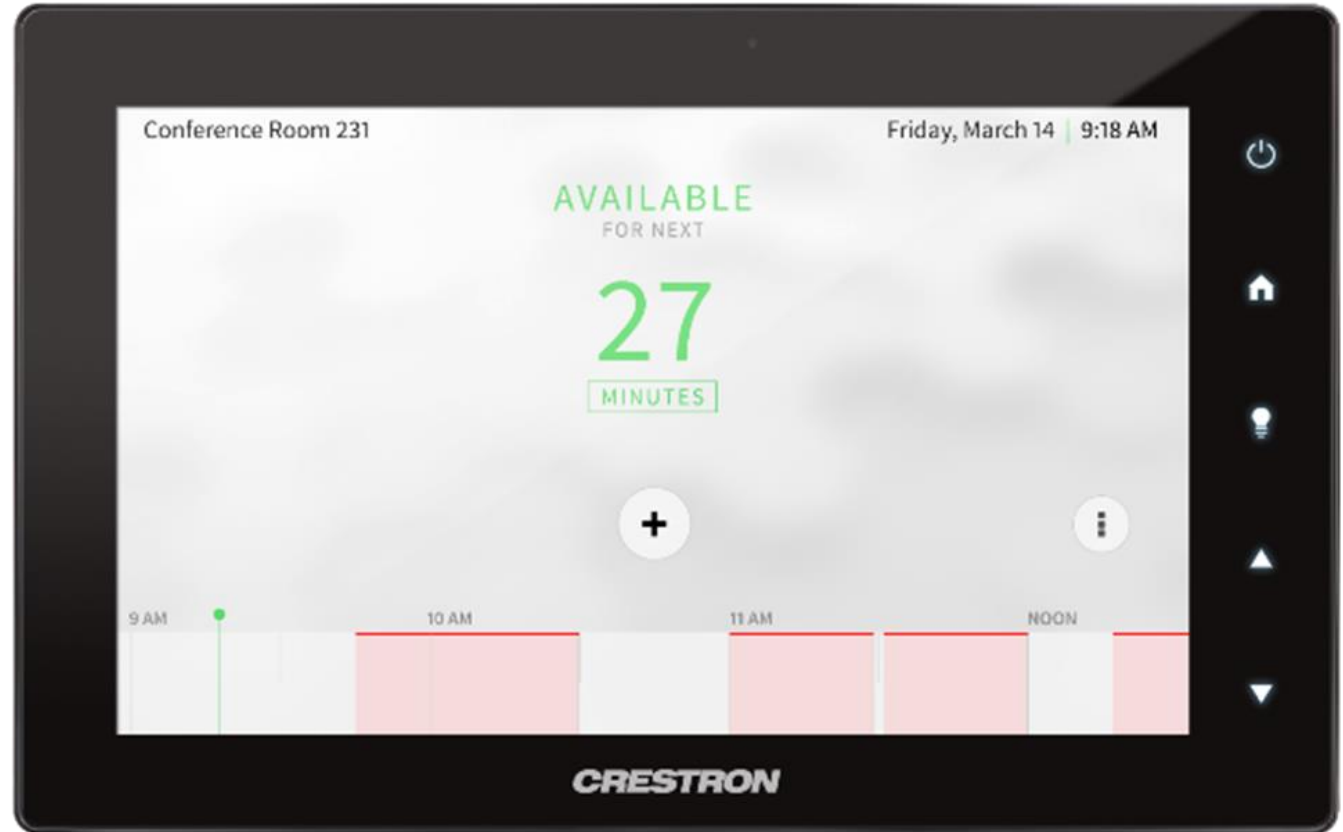 Conference Room 231
Friday, March 14 | 9:18 AM
AVAILABLE
FOR NEXT
27
MINUTES
9 AM
10 AM
11 AM
NOON
CRESTRON